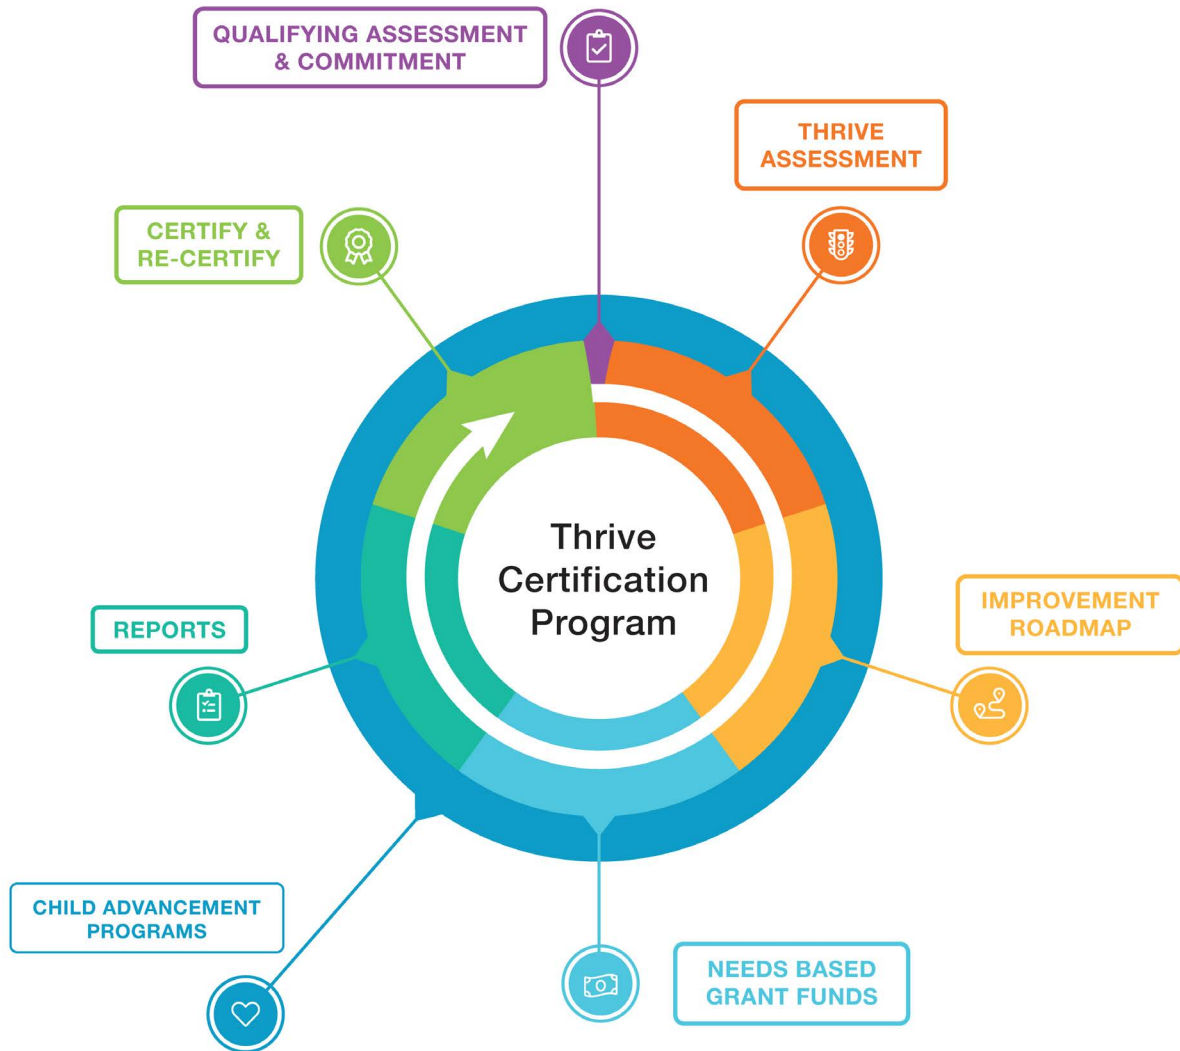 QUALIFYING ASSESSMENT
& COMMITMENT
THRIVE
ASSESSMENT
CERTIFY &
RE-CERTIFY
Thrive
Certification
Program
IMPROVEMENT
ROADMAP
REPORTS
CHILD ADVANCEMENT
PROGRAMS
NEEDS BASED
GRANT FUNDS